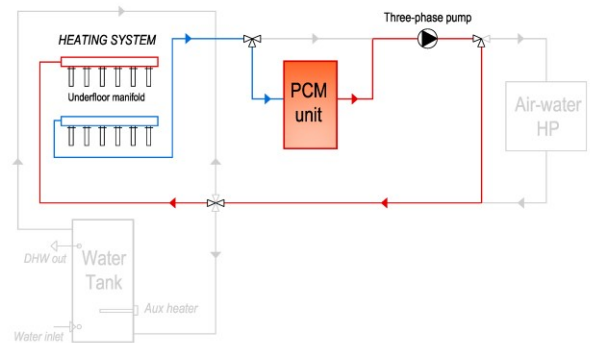 Three-phase pump
HEATING SYSTEM
Underfloor manifold
PCM
unit
Air-water
HP
DHW out
Water
Tank
Aux heater
Water inlet